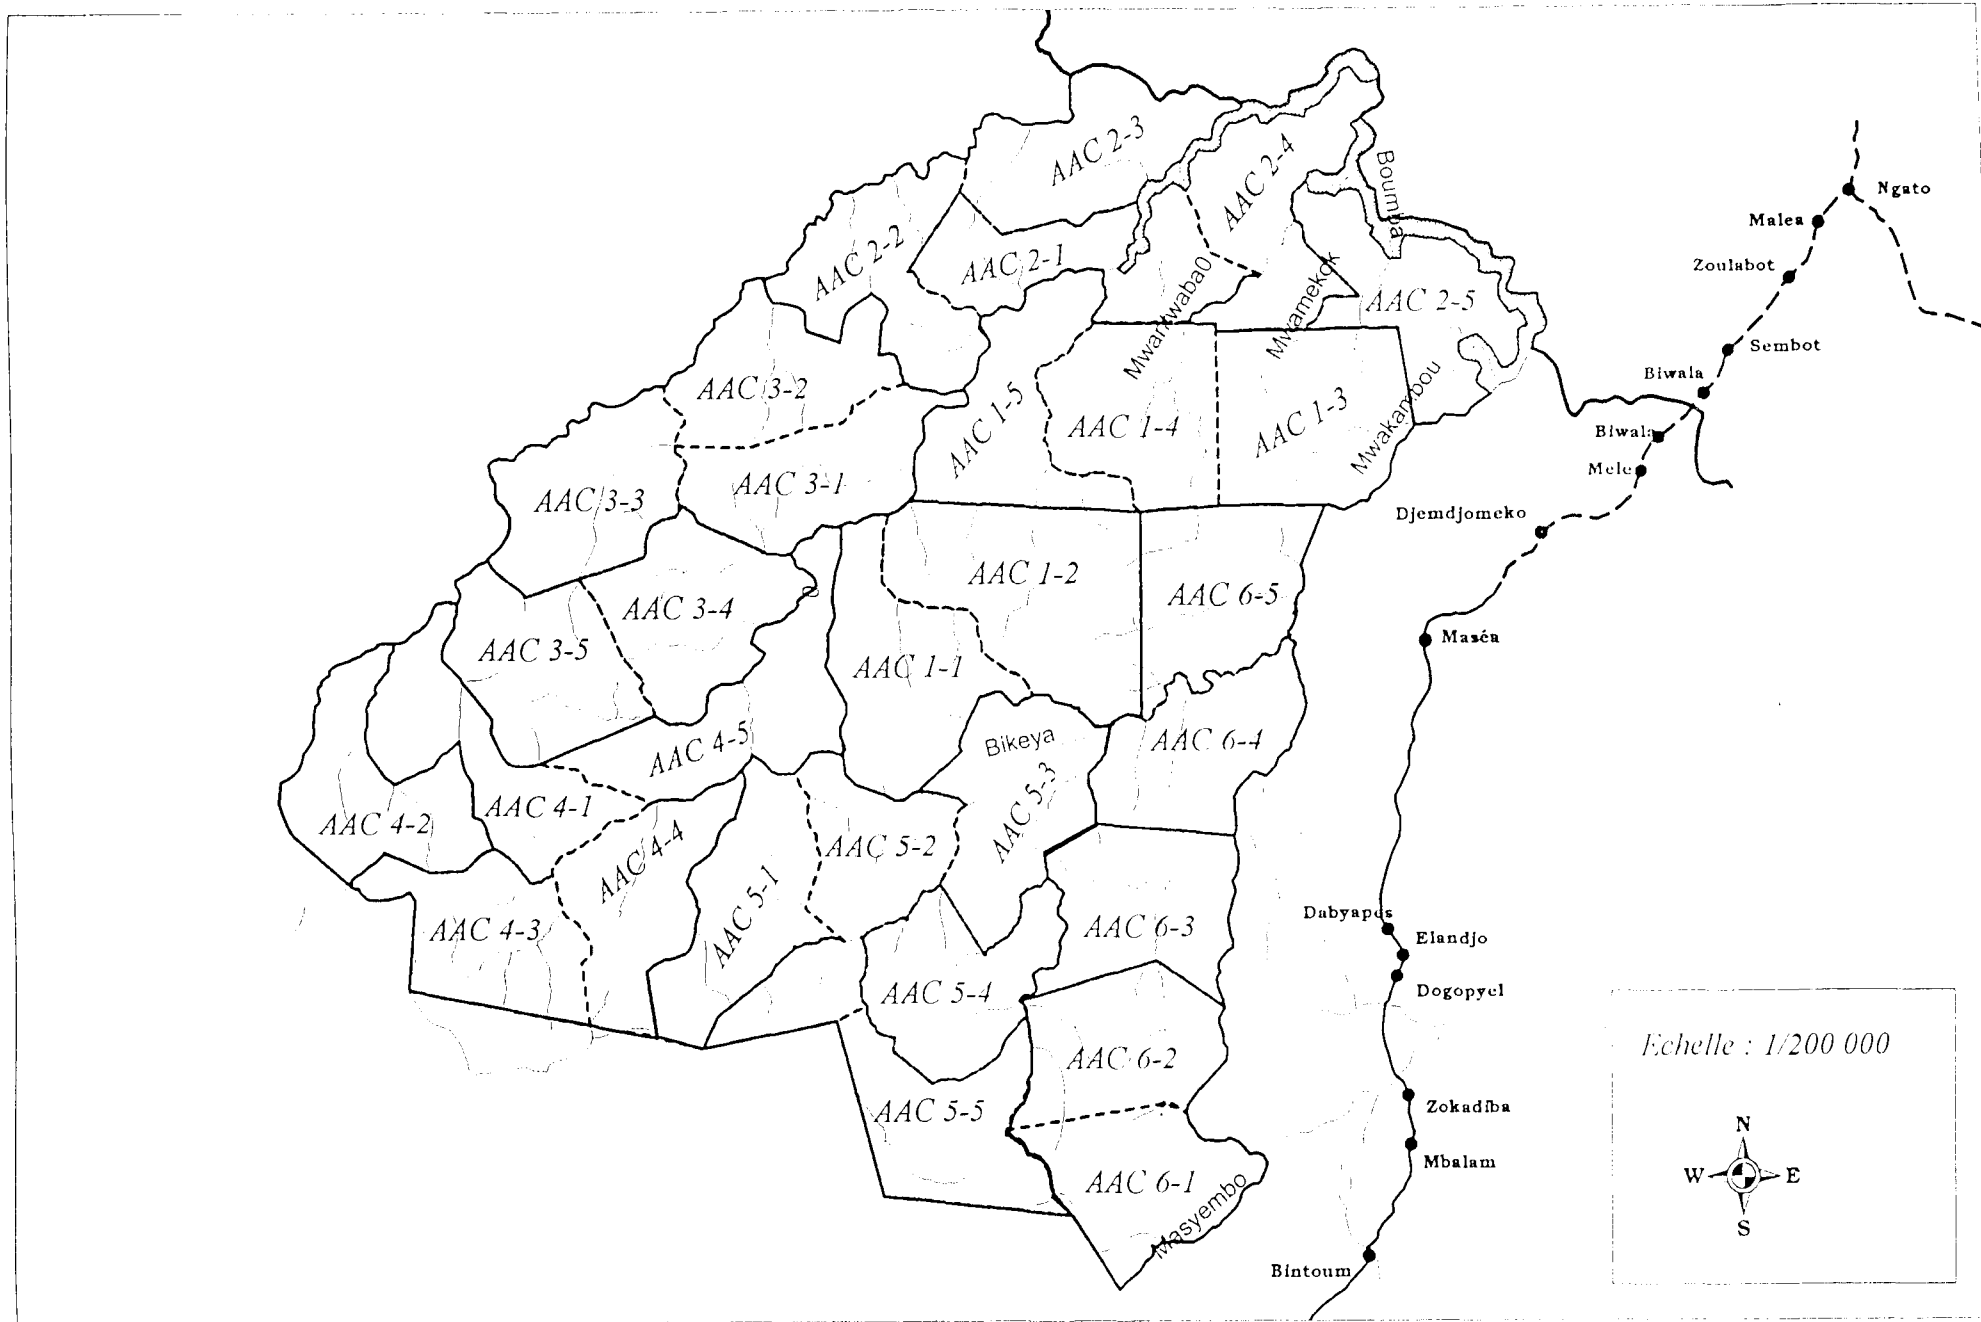 AAC 2-3
AAC 2-4
Boumba
Ngato
Malea
AAC 2-2
AAC 2-1
Zoulabot
Mwamekok
AAC 2-5
Sembot
AAC 3-2
AAC 1-5
AAC 1-4
AAC 1-3
Mwakambou
Biwala
Biwala
Mele
AAC 3-3
AAC 3-1
Djemdjomeko
AAC 1-2
AAC 6-5
AAC 3-4
AAC 3-5
AAC 1-1
Maséa
AAC 4-5
Bikeya
AAC 6-4
AAC 4-2
AAC 4-1
AAC 4-4
AAC 5-2
AAC 5-3
AAC 4-3
AAC 5-1
AAC 6-3
Dabyapos
Elandjo
AAC 5-4
Dogopyel
AAC 6-2
AAC 5-5
Zokadiba
Mbalam
AAC 6-1
Masyembo
Bintoum
Echelle : 1/200 000
N
W E
S